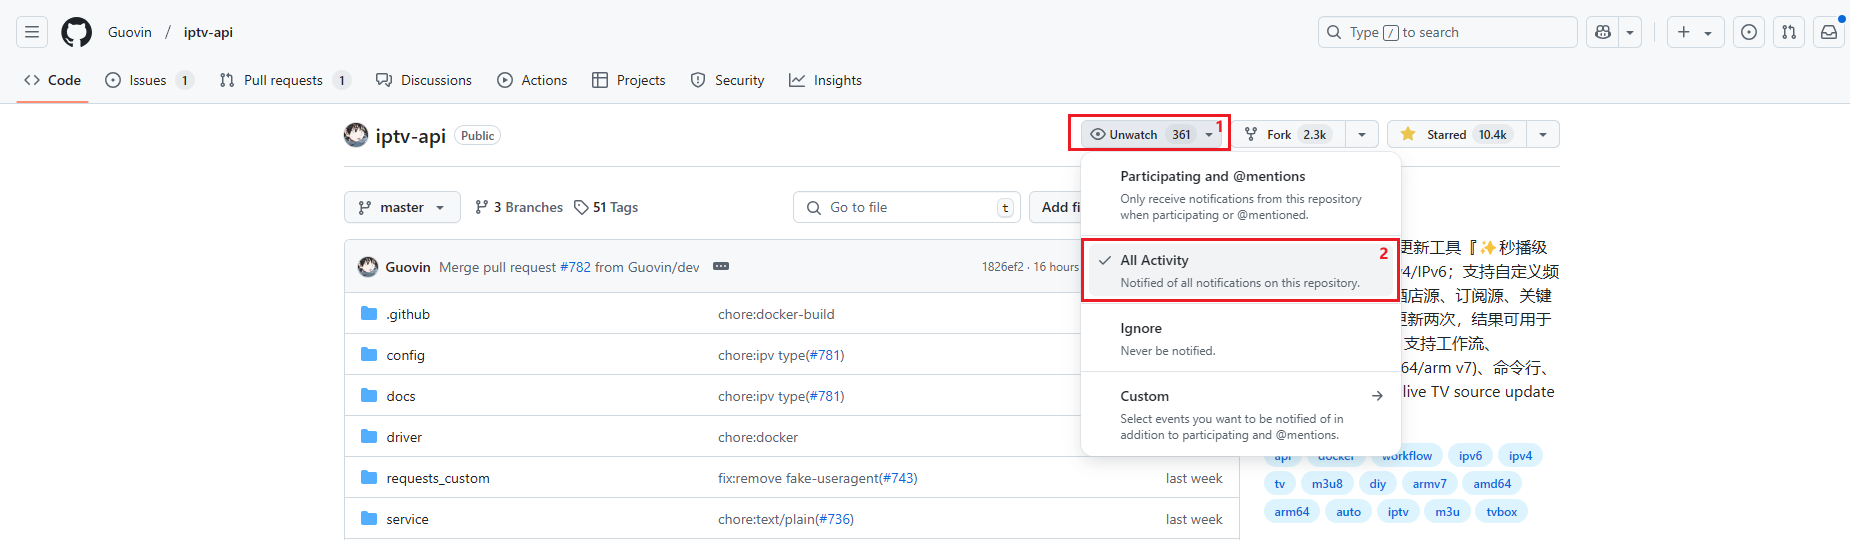 Guovin / iptv-api
Type / to search
Code
Issues 1
Pull requests 1
Discussions
Actions
Projects
Security
Insights
iptv-api Public
Unwatch 361
1
Fork 2.3k
Starred 10.4k
master
3 Branches
51 Tags
Go to file t
Add fi
Participating and @mentions
Only receive notifications from this repository
when participating or @mentioned.
All Activity
2
Notified of all notifications on this repository.
Ignore
Never be notified.
Custom
Select events you want to be notified of in
addition to participating and @mentions.
Guovin Merge pull request #782 from Guovin/dev
1826ef2 · 16 hours
.github chore:docker-build
config chore:ipv type(#781)
docs chore:ipv type(#781)
driver chore:docker
requests_custom fix:remove fake-useragent(#743) last week
service chore:text/plain(#736) last week
更新工具『✨秒播级
4/IPv6；支持自定义频
酒店源、订阅源、关键
更新两次，结果可用于
支持工作流、
64/arm v7)、命令行、
live TV source update
api docker workflow ipv6 ipv4
tv m3u8 diy armv7 amd64
arm64 auto iptv m3u tvbox